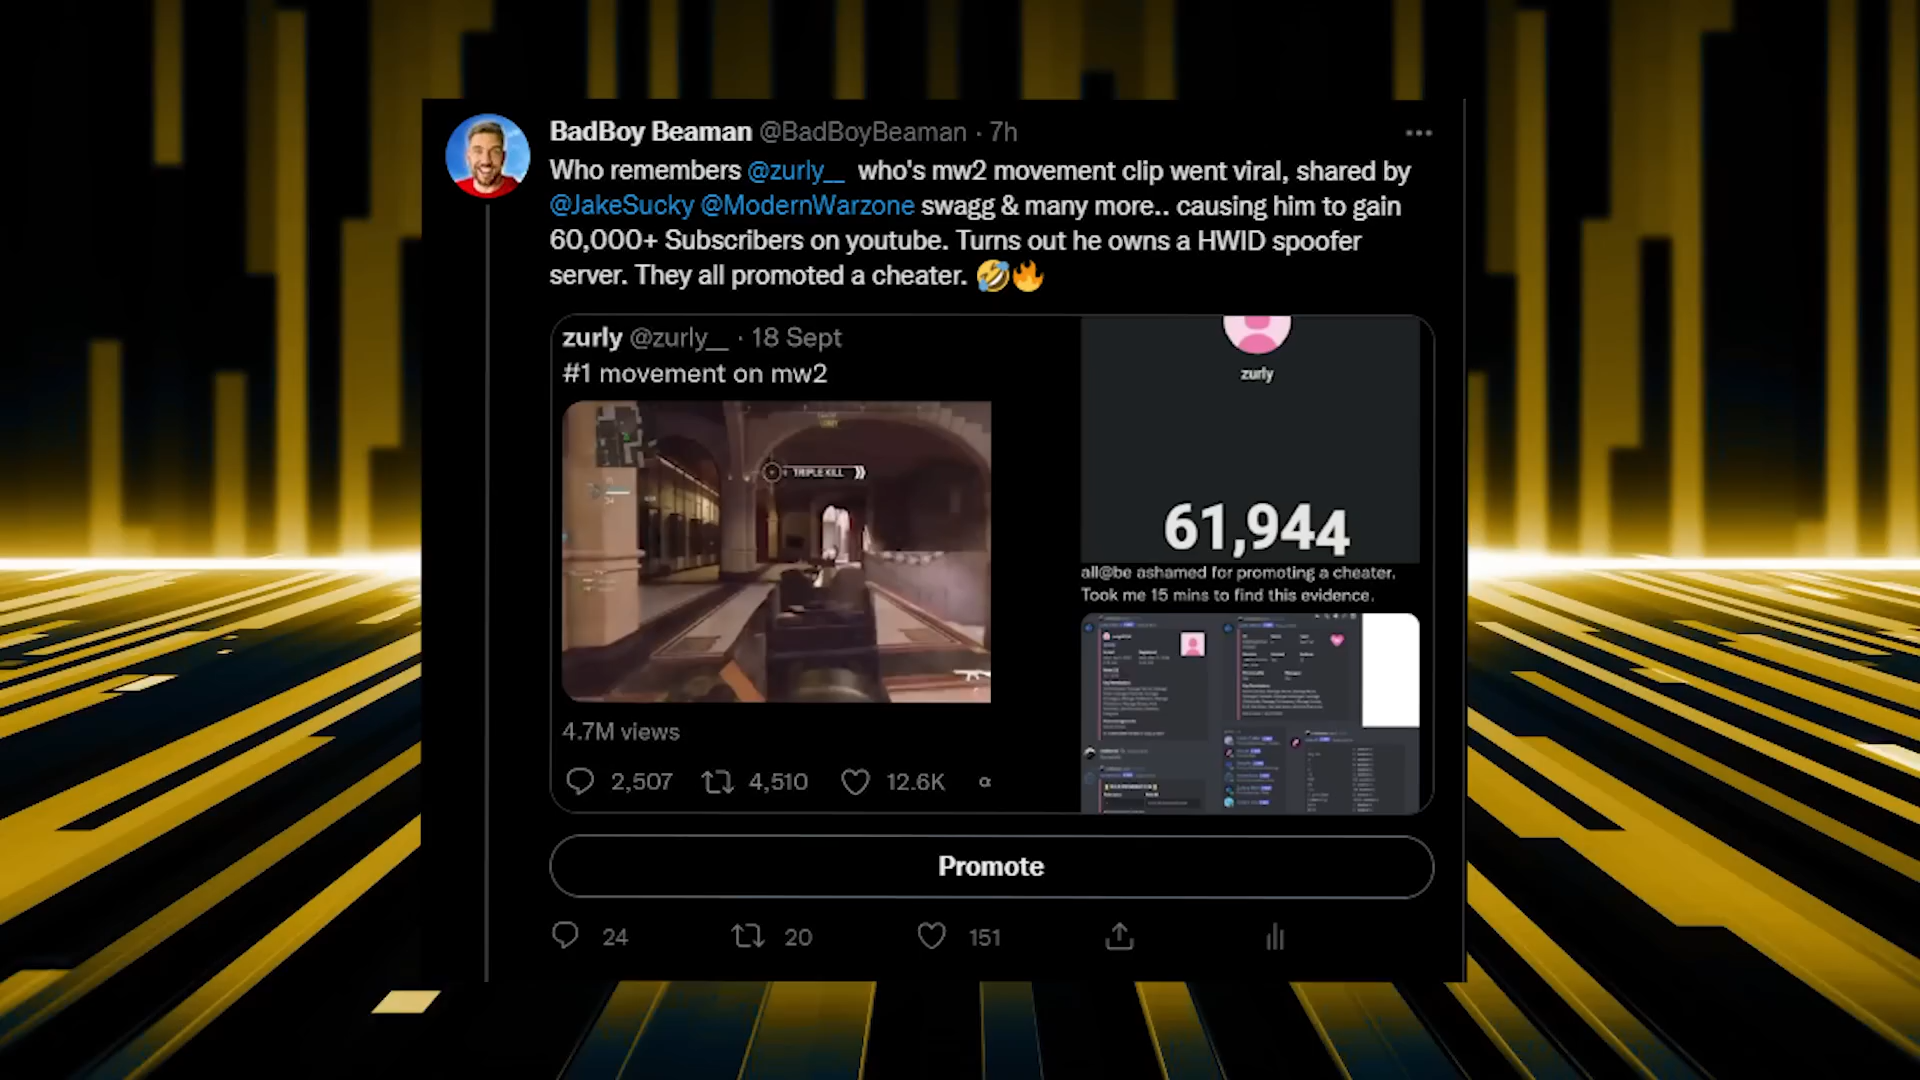 BadBoy Beaman @BadBoyBeaman · 7h
Who remembers @zurly__ who's mw2 movement clip went viral, shared by
@JakeSucky @ModernWarzone swagg & many more.. causing him to gain
60,000+ Subscribers on youtube. Turns out he owns a HWID spoofer
server. They all promoted a cheater. 🤣🔥
zurly @zurly__ · 18 Sept
#1 movement on mw2
TRIPLE KILL
4.7M views
2,507 4,510 12.6K
zurly
61,944
all@be ashamed for promoting a cheater.
Took me 15 mins to find this evidence.
Promote
24 20 151